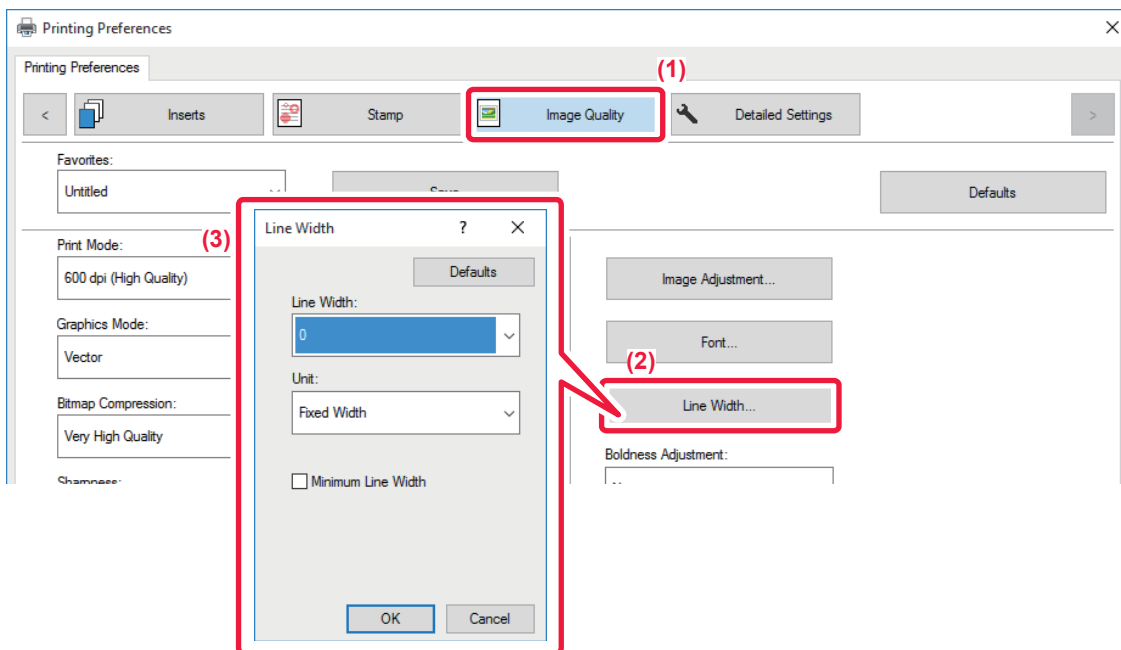 Printing Preferences
Printing Preferences
(1)
< Inserts Stamp Image Quality Detailed Settings >
Favorites:
Untitled
Save
Defaults
Print Mode:
600 dpi (High Quality)
Graphics Mode:
Vector
Bitmap Compression:
Very High Quality
Sharpness:
(3)
Line Width ?
Defaults
Line Width:
0
Unit:
Fixed Width
Minimum Line Width
OK Cancel
Image Adjustment...
Font...
(2)
Line Width...
Boldness Adjustment: